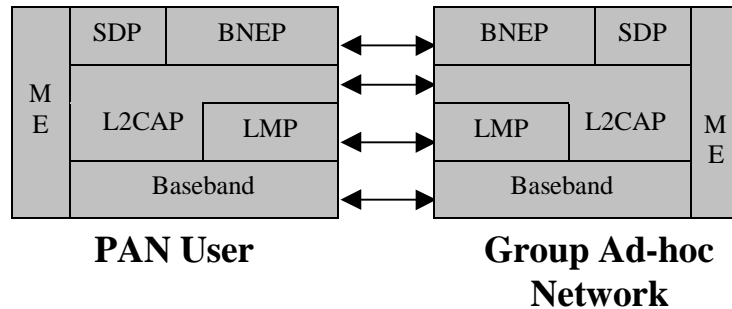 SDP BNEP
M
E
L2CAP
LMP
Baseband
PAN User
BNEP SDP
LMP
L2CAP
M
E
Baseband
Group Ad-hoc
Network